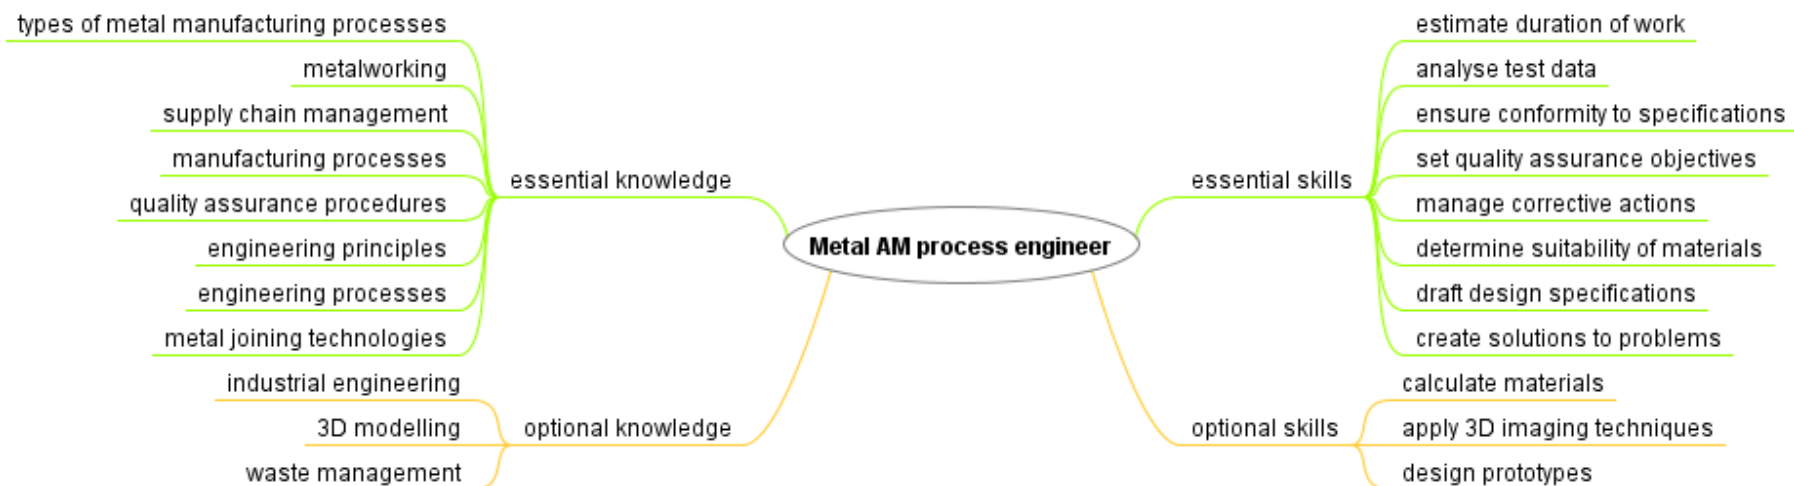 types of metal manufacturing processes
metalworking
supply chain management
manufacturing processes
quality assurance procedures
engineering principles
engineering processes
metal joining technologies
essential knowledge
industrial engineering
3D modelling
waste management
optional knowledge
Metal AM process engineer
essential skills
estimate duration of work
analyse test data
ensure conformity to specifications
set quality assurance objectives
manage corrective actions
determine suitability of materials
draft design specifications
create solutions to problems
optional skills
calculate materials
apply 3D imaging techniques
design prototypes